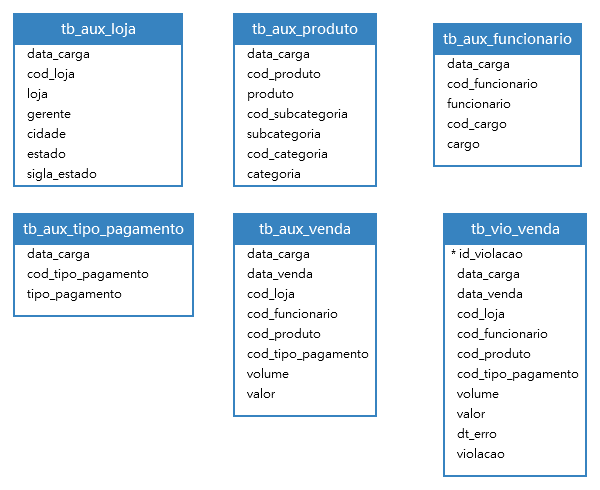 tb_aux_loja
data_carga
cod_loja
loja
gerente
cidade
estado
sigla_estado
tb_aux_produto
data_carga
cod_produto
produto
cod_subcategoria
subcategoria
cod_categoria
categoria
tb_aux_funcionario
data_carga
cod_funcionario
funcionario
cod_cargo
cargo
tb_aux_tipo_pagamento
data_carga
cod_tipo_pagamento
tipo_pagamento
tb_aux_venda
data_carga
data_venda
cod_loja
cod_funcionario
cod_produto
cod_tipo_pagamento
volume
valor
tb_vio_venda
* id_violacao
data_carga
data_venda
cod_loja
cod_funcionario
cod_produto
cod_tipo_pagamento
volume
valor
dt_erro
violacao